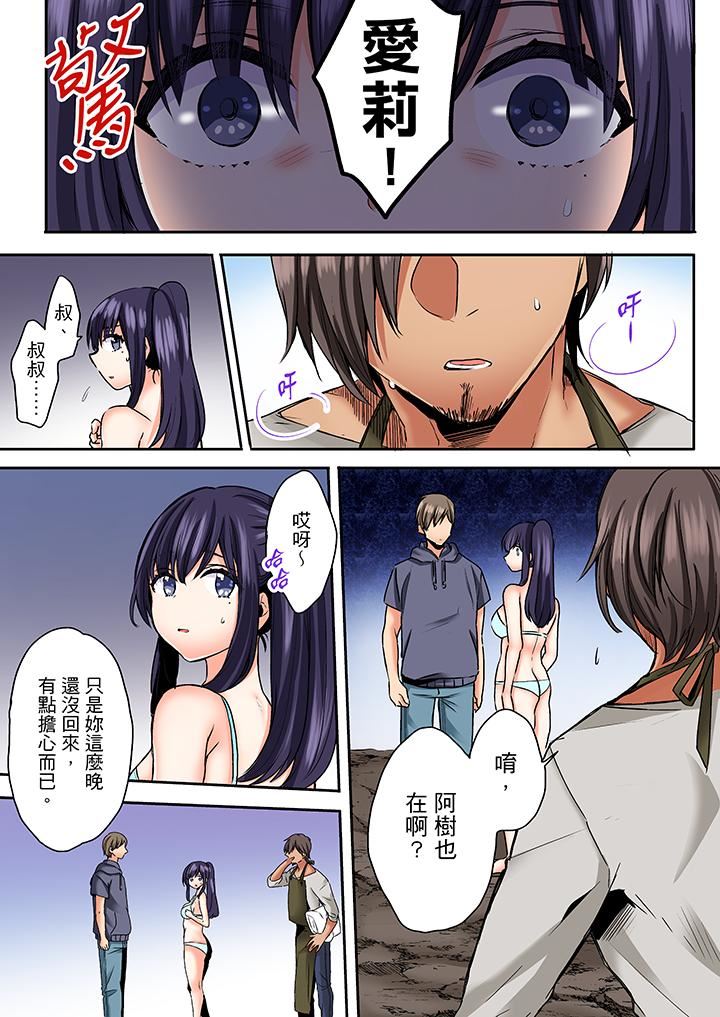 愛莉！
驚
吁ー
吁
叔、
叔叔……
唷，
阿樹也
在啊？
哎呀～
哈哈
只是妳這麼晚
還沒回來，
有點擔心而已。